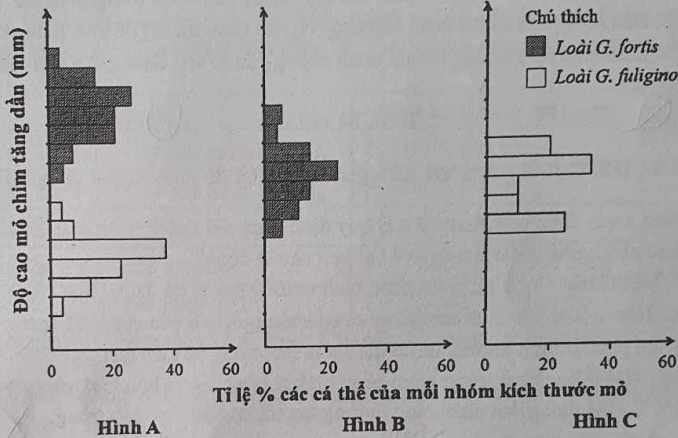 Chú thích
Loài G. fortis
Loài G. fuligino
Độ cao mỏ chim tăng dần (mm)
0 20 40 60
0 20 40 60
0 20 40 60
Tỉ lệ % các cá thể của mỗi nhóm kích thước mỏ
Hình A
Hình B
Hình C